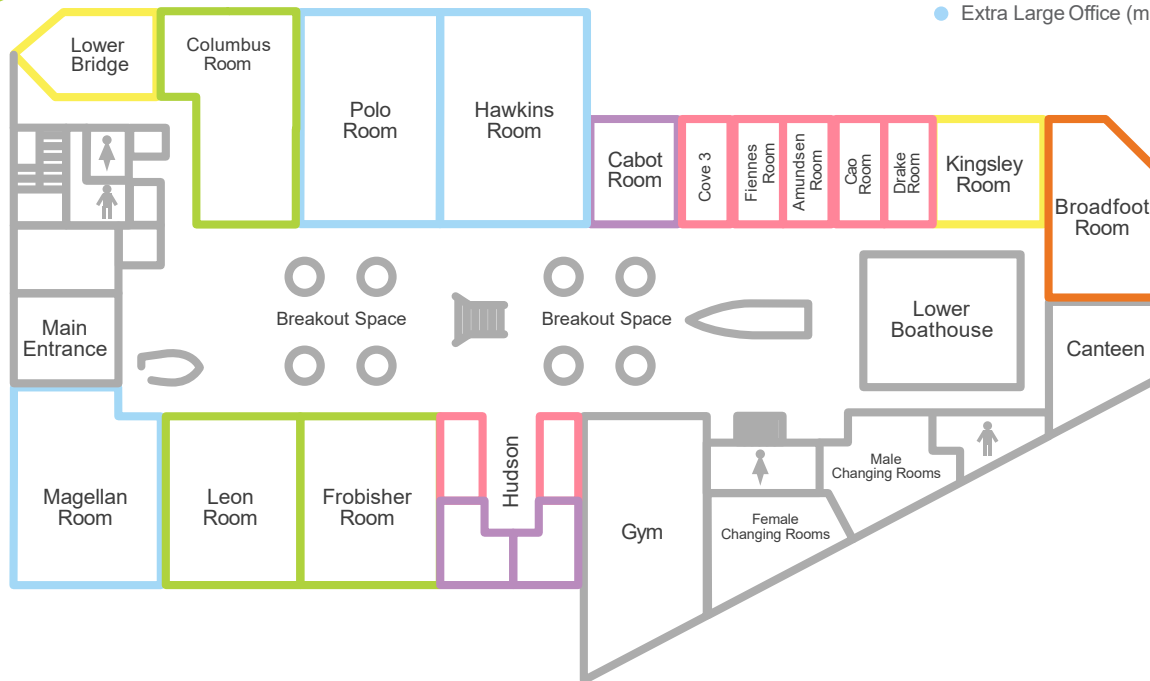 Extra Large Office (m
Lower
Bridge
Columbus
Room
Polo
Room
Hawkins
Room
Cabot
Room
Cove 3
Fiennes
Room
Amundsen
Room
Cao
Room
Drake
Room
Kingsley
Room
Broadfoot
Room
Main
Entrance
Breakout Space
Breakout Space
Lower
Boathouse
Canteen
Magellan
Room
Leon
Room
Frobisher
Room
Hudson
Gym
Male
Changing Rooms
Female
Changing Rooms